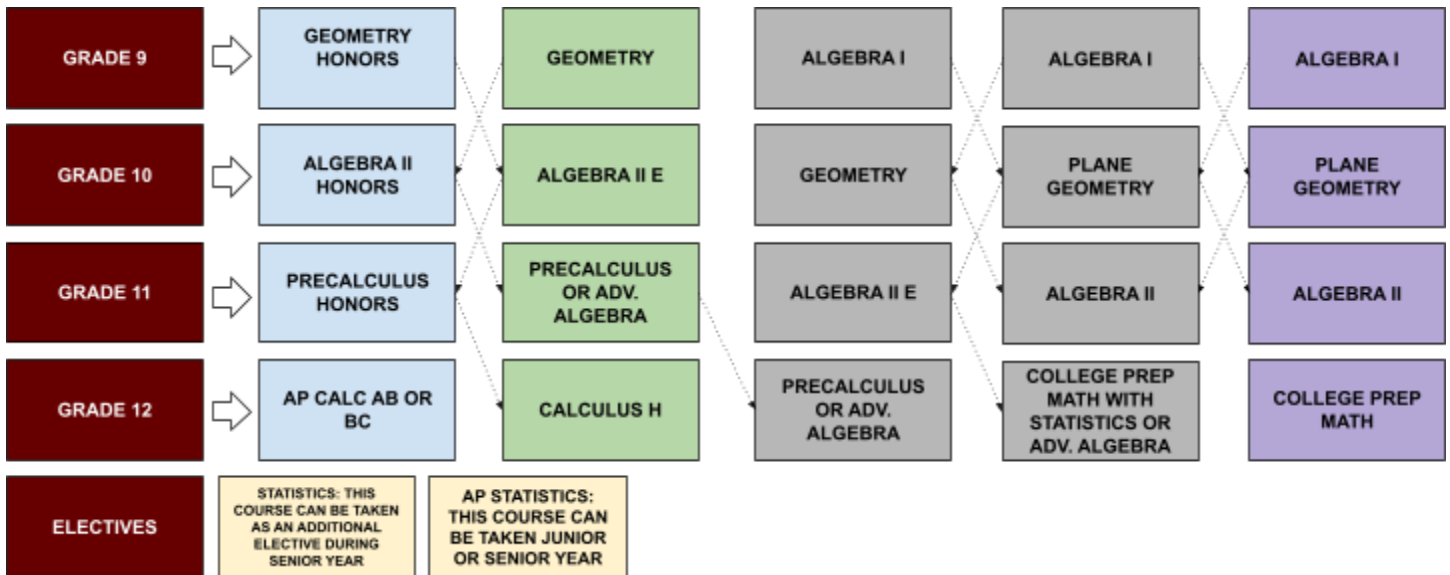 GRADE 9
GEOMETRY
HONORS
GEOMETRY
ALGEBRA I
ALGEBRA I
ALGEBRA I
GRADE 10
ALGEBRA II
HONORS
ALGEBRA II E
GEOMETRY
PLANE
GEOMETRY
PLANE
GEOMETRY
GRADE 11
PRECALCULUS
HONORS
PRECALCULUS
OR ADV.
ALGEBRA
ALGEBRA II E
ALGEBRA II
ALGEBRA II
GRADE 12
AP CALC AB OR
BC
CALCULUS H
PRECALCULUS
OR ADV.
ALGEBRA
COLLEGE PREP
MATH WITH
STATISTICS OR
ADV. ALGEBRA
COLLEGE PREP
MATH
ELECTIVES
STATISTICS: THIS
COURSE CAN BE TAKEN
AS AN ADDITIONAL
ELECTIVE DURING
SENIOR YEAR
AP STATISTICS:
THIS COURSE CAN
BE TAKEN JUNIOR
OR SENIOR YEAR